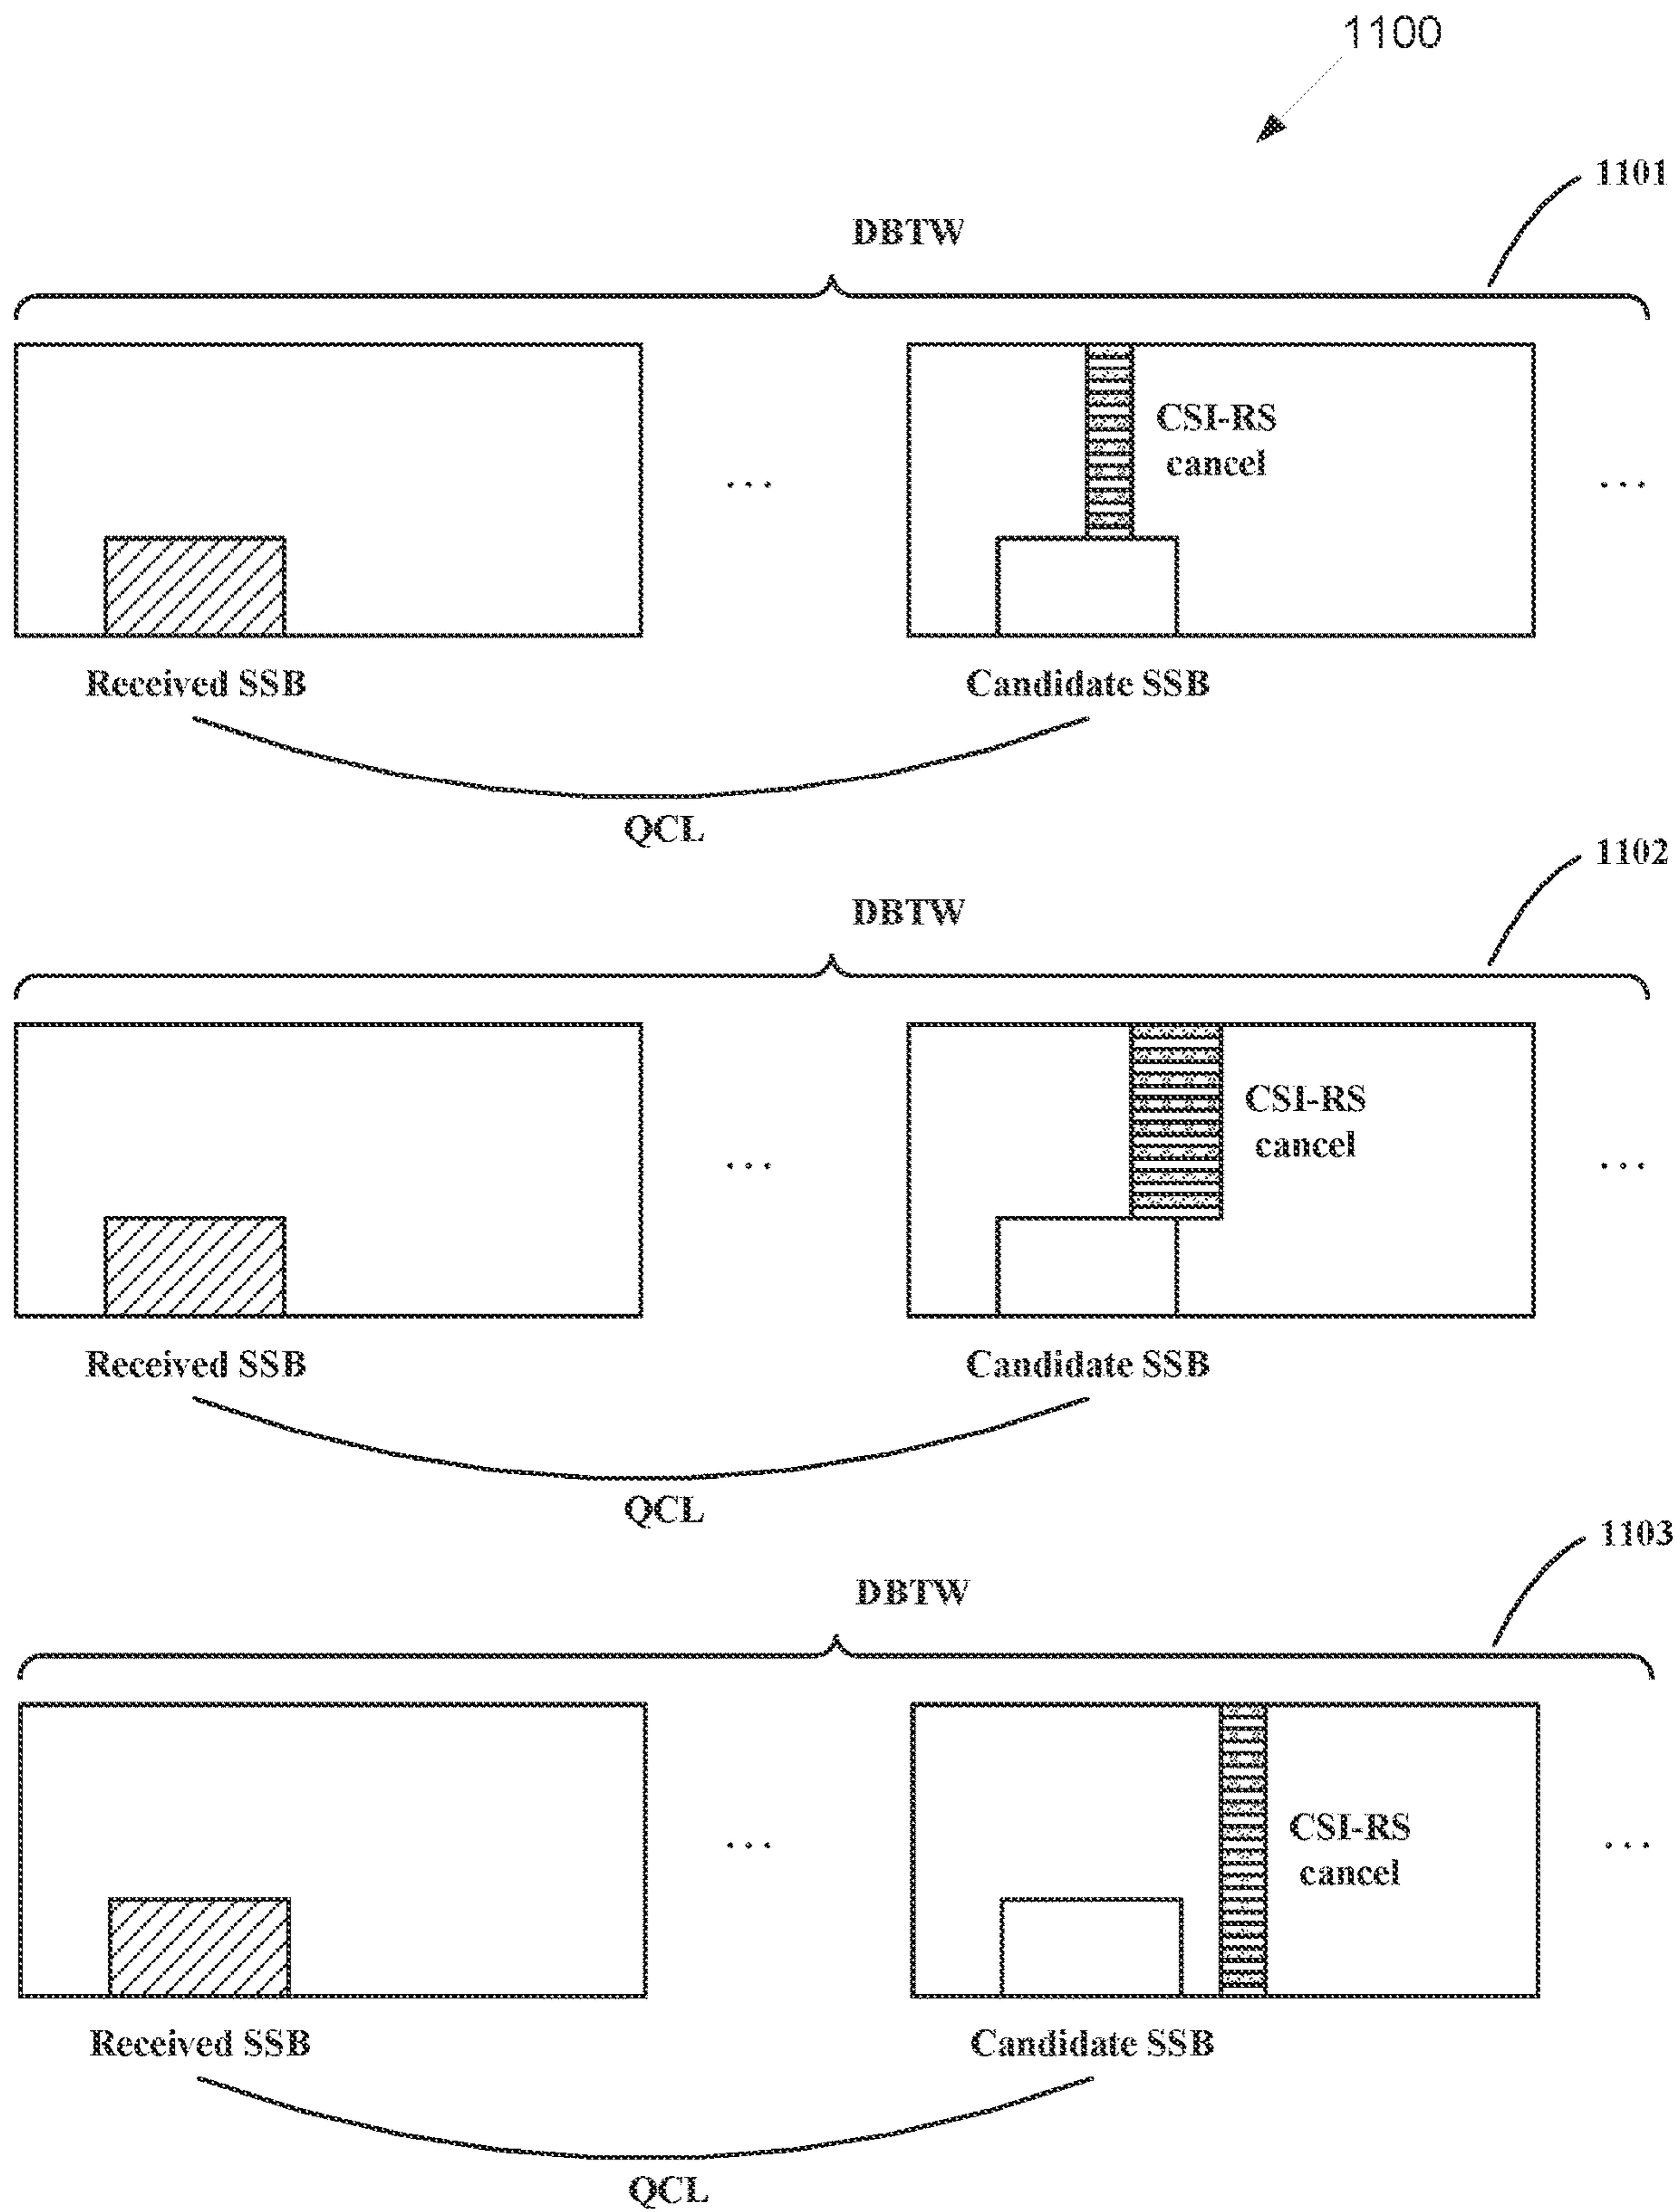 1100
1101
DBTW
CSI-RS
cancel
...
...
Received SSB
Candidate SSB
QCL
1102
DBTW
CSI-RS
cancel
...
...
Received SSB
Candidate SSB
QCL
1103
DBTW
CSI-RS
cancel
...
...
Received SSB
Candidate SSB
QCL